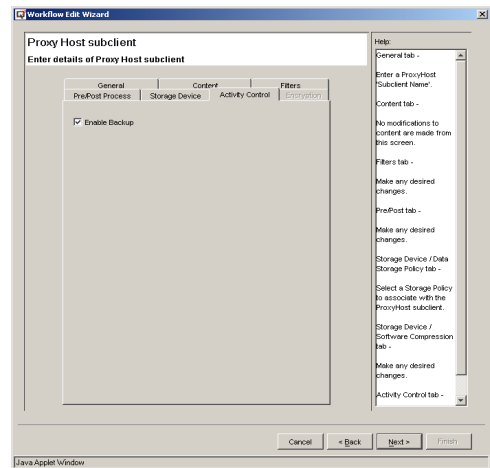 Workflow Edit Wizard
Proxy Host subclient
Enter details of Proxy Host subclient
General
Content
Filters
Pre/Post Process
Storage Device
Activity Control
Encryption
Enable Backup
Help:
General tab -
Enter a ProxyHost
'Subclient Name'.
Content tab -
No modifications to
content are made from
this screen.
Filters tab -
Make any desired
changes.
Pre/Post tab -
Make any desired
changes.
Storage Device / Data
Storage Policy tab -
Select a Storage Policy
to associate with the
ProxyHost subclient.
Storage Device /
Software Compression
tab -
Make any desired
changes.
Activity Control tab -
Cancel
< Back
Next >
Finish
Java Applet Window